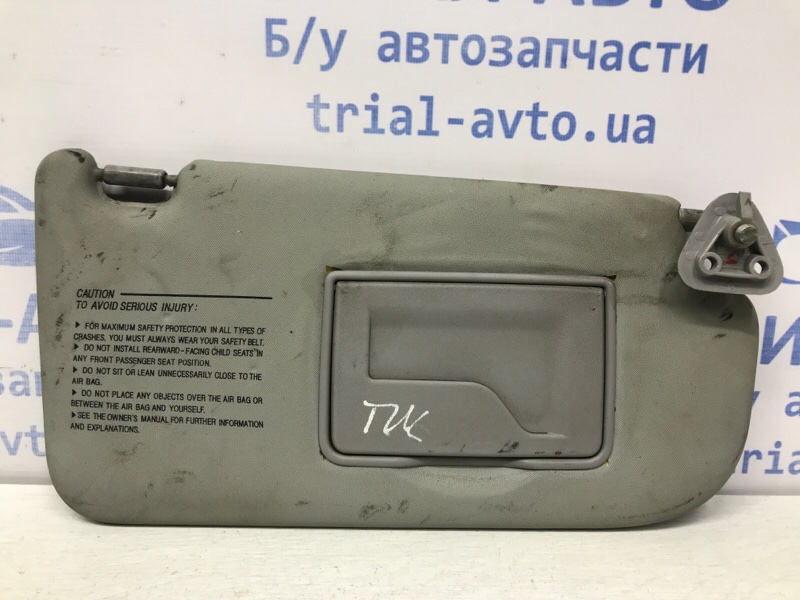 АВТО
Б/у автозапчасти
trial-avto.ua
CAUTION
TO AVOID SERIOUS INJURY:
▶ FOR MAXIMUM SAFETY PROTECTION IN ALL TYPES OF
CRASHES, YOU MUST ALWAYS WEAR YOUR SAFETY BELT.
▶ DO NOT INSTALL REARWARD-FACING CHILD SEATS IN
ANY FRONT PASSENGER SEAT POSITION.
▶ DO NOT SIT OR LEAN UNNECESSARILY CLOSE TO THE
AIR BAG.
▶ DO NOT PLACE ANY OBJECTS OVER THE AIR BAG OR
BETWEEN THE AIR BAG AND YOURSELF.
▶ SEE THE OWNER'S MANUAL FOR FURTHER INFORMATION
AND EXPLANATIONS.